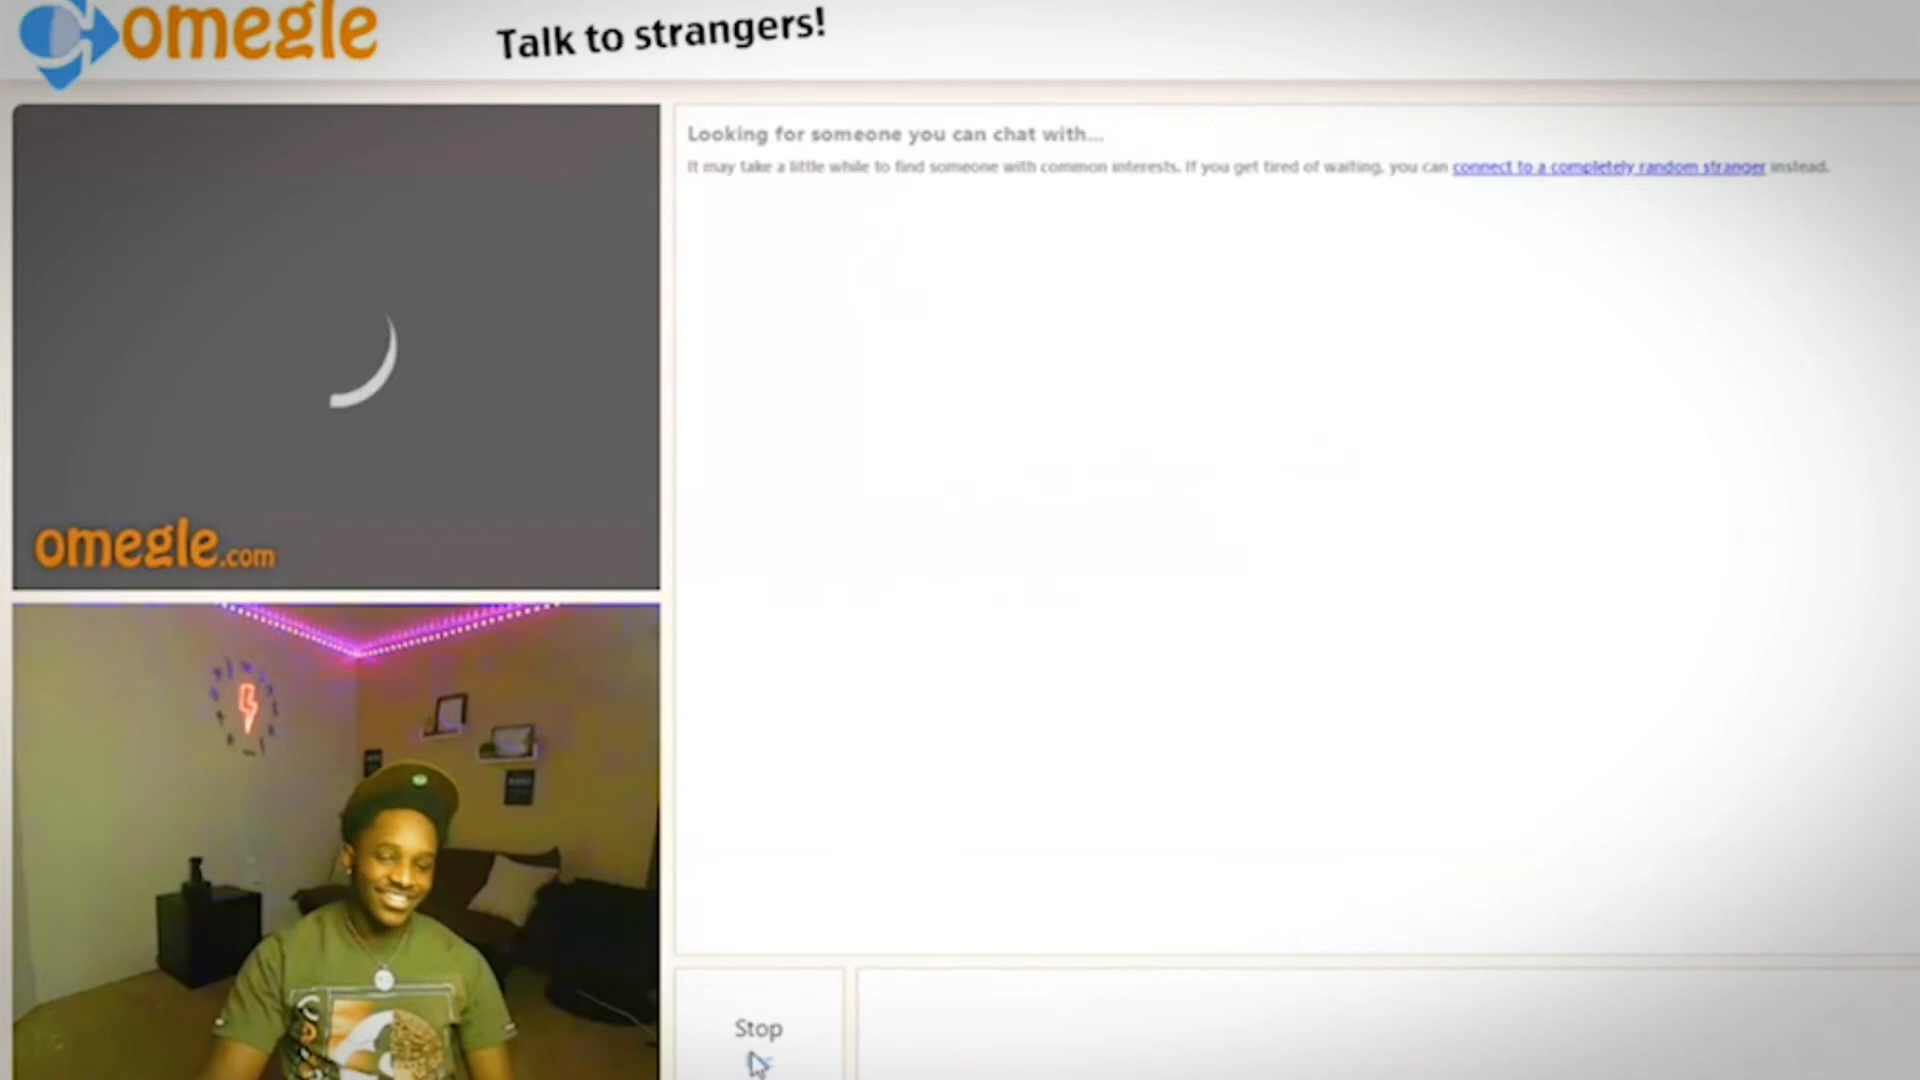 omegle
Talk to strangers!
Looking for someone you can chat with...
It may take a little while to find someone with common interests. If you get tired of waiting, you can connect to a completely random stranger instead.
omegle.com
Stop